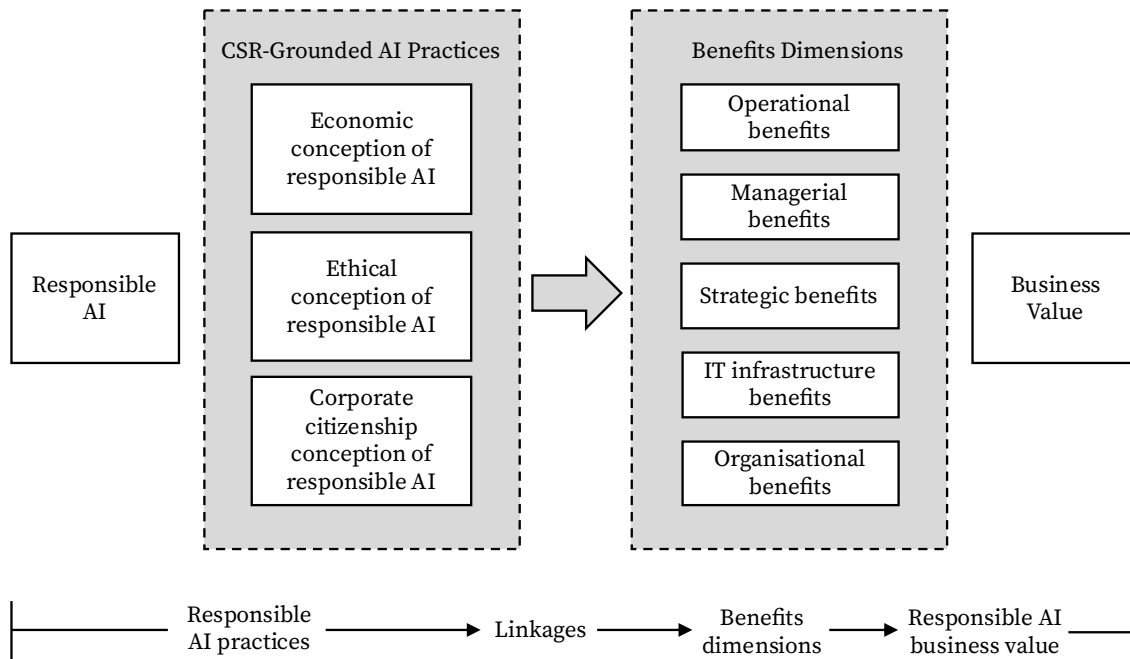 Responsible
AI
CSR-Grounded AI Practices
Economic
conception of
responsible AI
Ethical
conception of
responsible AI
Corporate
citizenship
conception of
responsible AI
Benefits Dimensions
Operational
benefits
Managerial
benefits
Strategic benefits
IT infrastructure
benefits
Organisational
benefits
Business
Value
Responsible
AI practices
Linkages
Benefits
dimensions
Responsible AI
business value